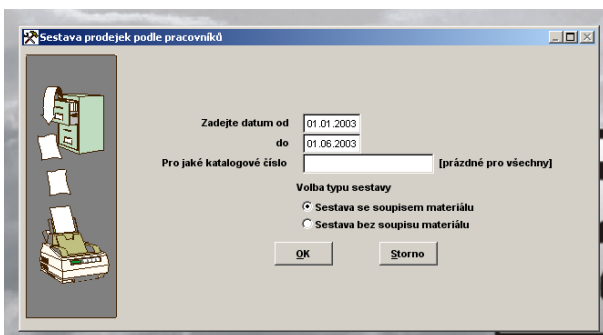 Sestava prodejek podle pracovníků
Zadejte datum od 01.01.2003
do 01.06.2003
Pro jaké katalogové číslo [prázdné pro všechny]
Volba typu sestavy
Sestava se soupisem materiálu
Sestava bez soupisu materiálu
OK Storno